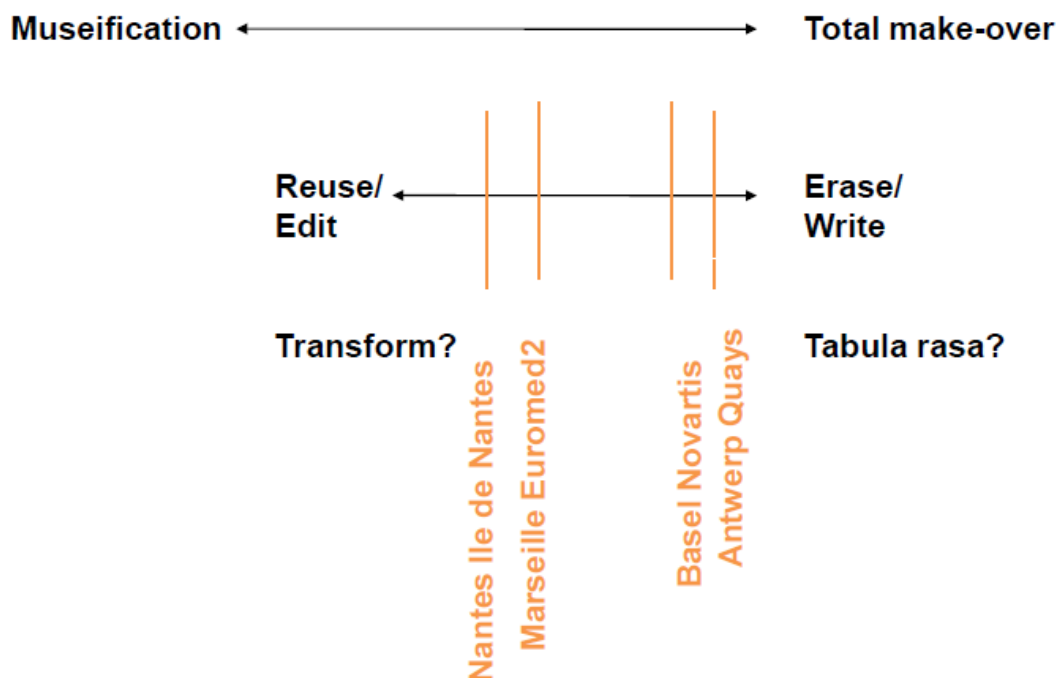 Museification
Total make-over
Reuse/
Edit
Erase/
Write
Transform?
Tabula rasa?
Nantes Ile de Nantes
Marseille Euromed2
Basel Novartis
Antwerp Quays